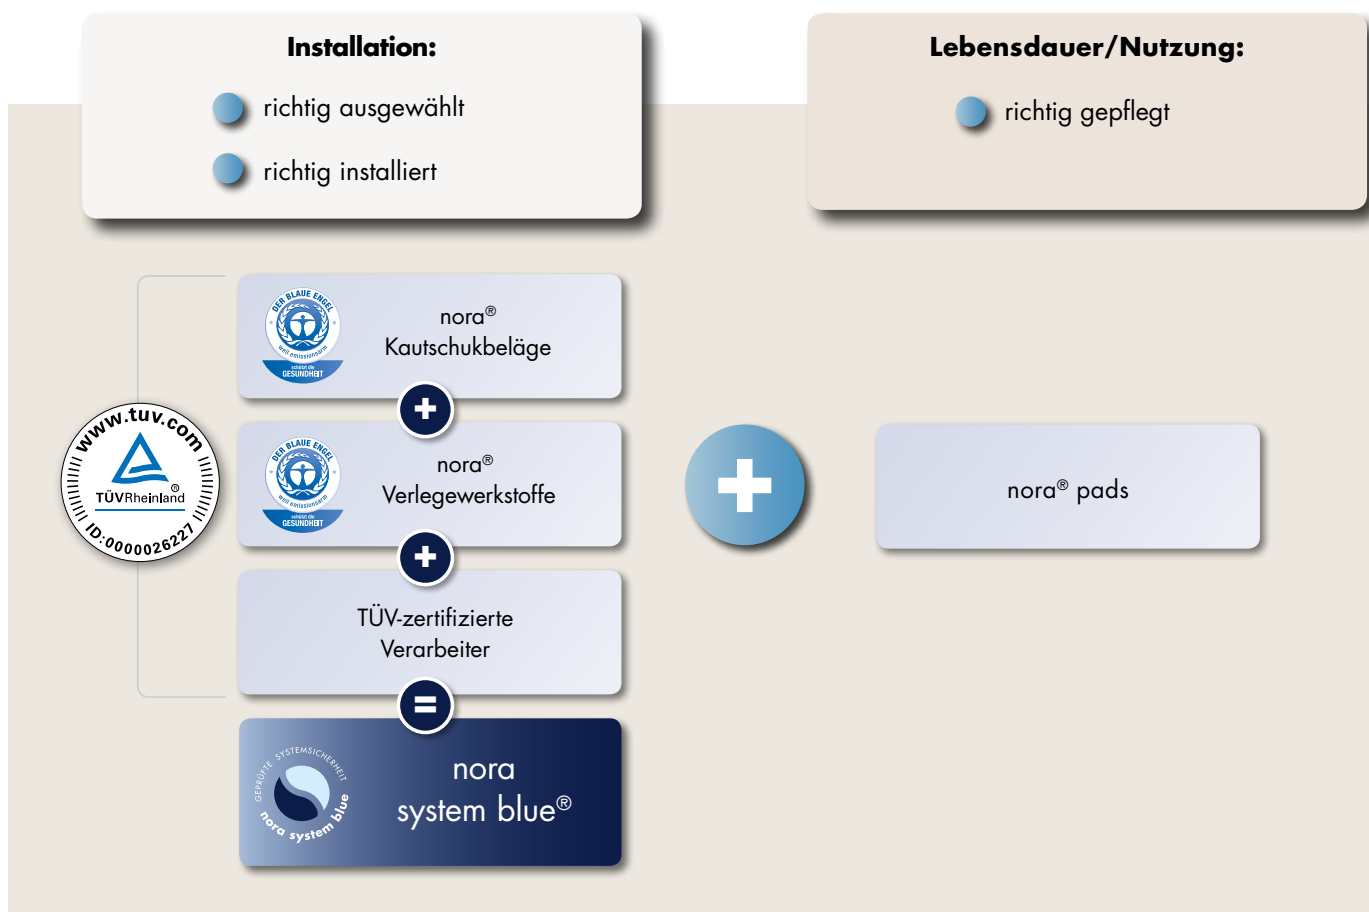 Installation:
richtig ausgewählt
richtig installiert
Lebensdauer/Nutzung:
richtig gepflegt
DER BLAUE ENGEL
weil emissionsarm
schützt die
GESUNDHEIT
nora®
Kautschukbeläge
+
www.tuv.com
TÜVRheinland®
ID:0000026227
DER BLAUE ENGEL
weil emissionsarm
schützt die
GESUNDHEIT
nora®
Verlegewerkstoffe
+
+
nora® pads
TÜV-zertifizierte
Verarbeiter
=
GEPRÜFTE SYSTEMSICHERHEIT
nora system blue
nora
system blue®